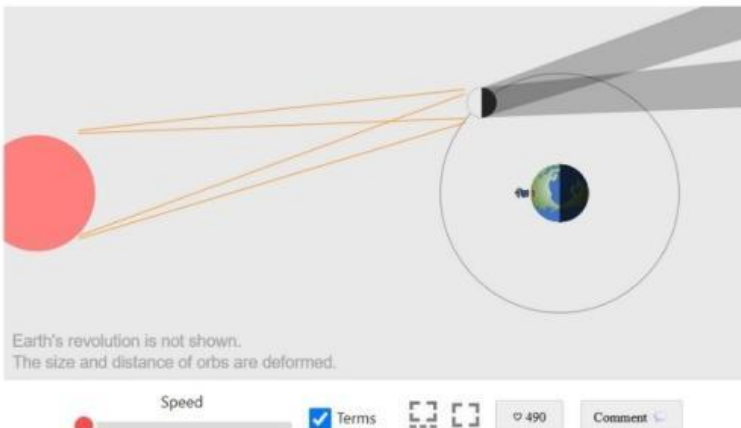 Earth's revolution is not shown.
The size and distance of orbs are deformed.
Speed
Terms
♡ 490
Comment